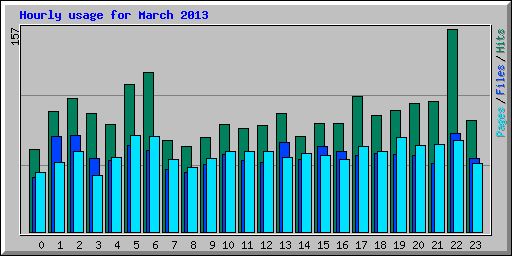 Hourly usage for March 2013
157
Pages / Files / Hits
0 1 2 3 4 5 6 7 8 9 10 11 12 13 14 15 16 17 18 19 20 21 22 23